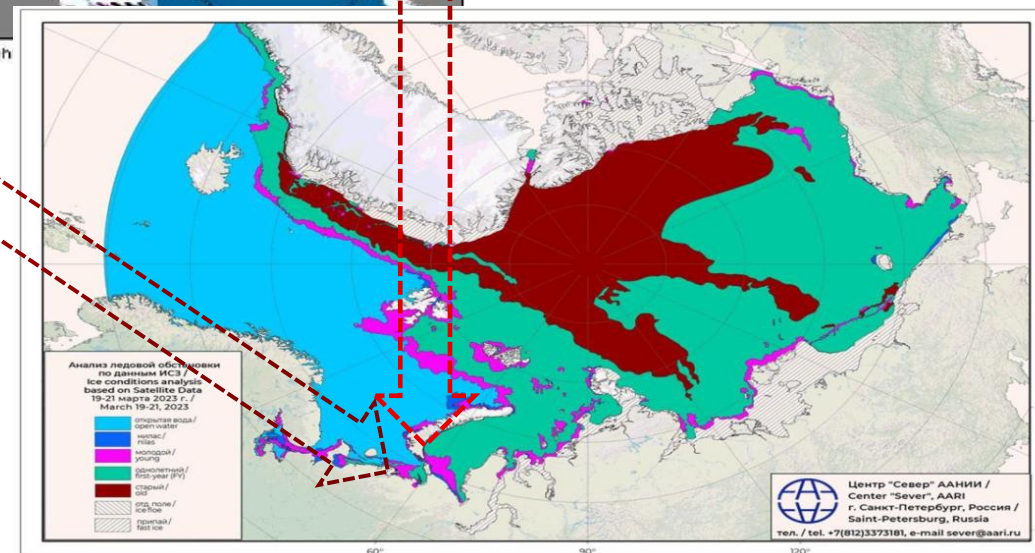 Анализ ледовой обстановки
по данным ИСЗ /
Ice conditions analysis
based on Satellite Data
19-21 марта 2023 г. /
March 19-21, 2023
открытая вода /
open water
нилас /
nilas
молодой /
young
однолетний /
first-year (FY)
старый /
old
отд. поле /
ice floe
припай /
fast ice
Центр "Север" ААНИИ /
Center "Sever", AARI
г. Санкт-Петербург, Россия /
Saint-Petersburg, Russia
тел. / tel. +7(812)3373181, e-mail sever@aari.ru
60°
90°
120°